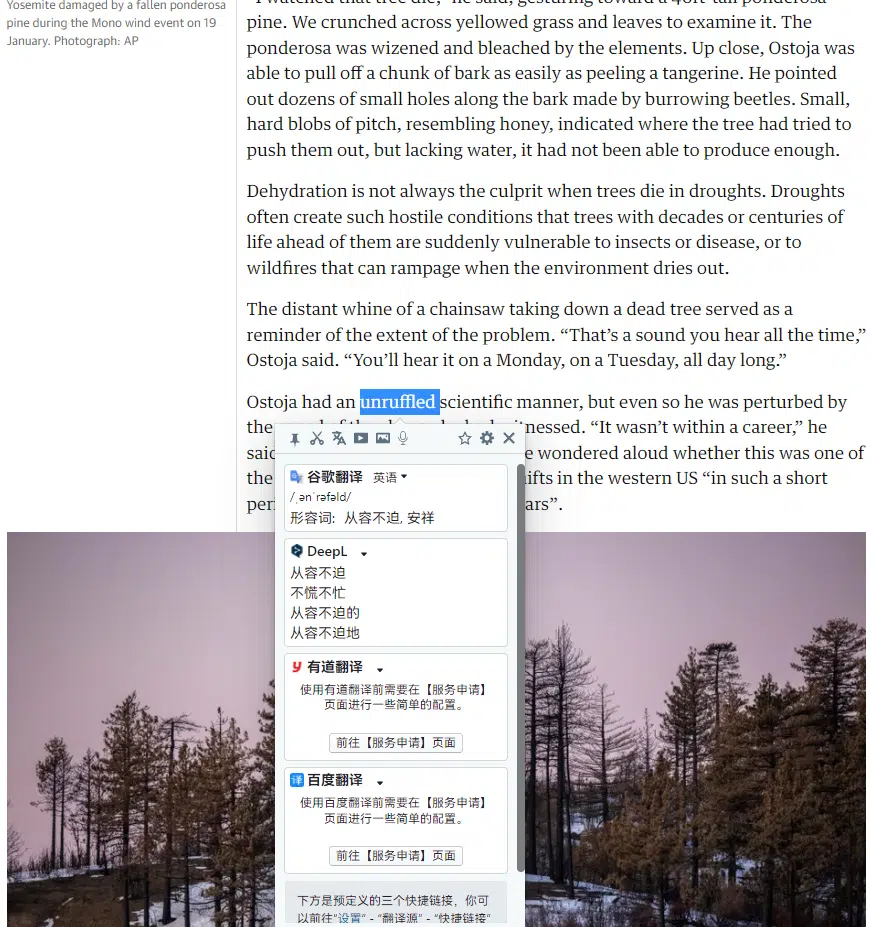 Yosemite damaged by a fallen ponderosa
pine during the Mono wind event on 19
January. Photograph: AP
"I watched that tree die," he said, gesturing toward a 40ft-tall ponderosa
pine. We crunched across yellowed grass and leaves to examine it. The
ponderosa was wizened and bleached by the elements. Up close, Ostoja was
able to pull off a chunk of bark as easily as peeling a tangerine. He pointed
out dozens of small holes along the bark made by burrowing beetles. Small,
hard blobs of pitch, resembling honey, indicated where the tree had tried to
push them out, but lacking water, it had not been able to produce enough.
Dehydration is not always the culprit when trees die in droughts. Droughts
often create such hostile conditions that trees with decades or centuries of
life ahead of them are suddenly vulnerable to insects or disease, or to
wildfires that can rampage when the environment dries out.
The distant whine of a chainsaw taking down a dead tree served as a
reminder of the extent of the problem. “That’s a sound you hear all the time,”
Ostoja said. “You’ll hear it on a Monday, on a Tuesday, all day long.”
Ostoja had an unruffled scientific manner, but even so he was perturbed by
the nessed. “It wasn’t within a career,” he
said e wondered aloud whether this was one of
the ifts in the western US “in such a short
per ars”.
谷歌翻译 英语
/ˌənˈrəfəld/
形容词: 从容不迫, 安祥
DeepL
从容不迫
不慌不忙
从容不迫的
从容不迫地
有道翻译
使用有道翻译前需要在【服务申请】
页面进行一些简单的配置。
前往【服务申请】页面
百度翻译
使用百度翻译前需要在【服务申请】
页面进行一些简单的配置。
前往【服务申请】页面
下方是预定义的三个快捷链接，你可
以前往“设置” - “翻译源” - “快捷链接”